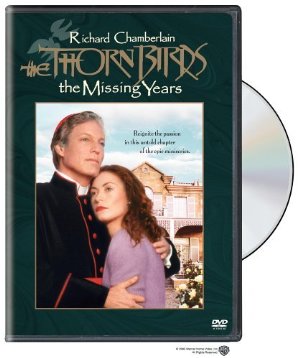 Richard Chamberlain
the THORN BIRDS
the Missing Years
Reignite the passion
in this untold chapter
of the epic miniseries.
DVD